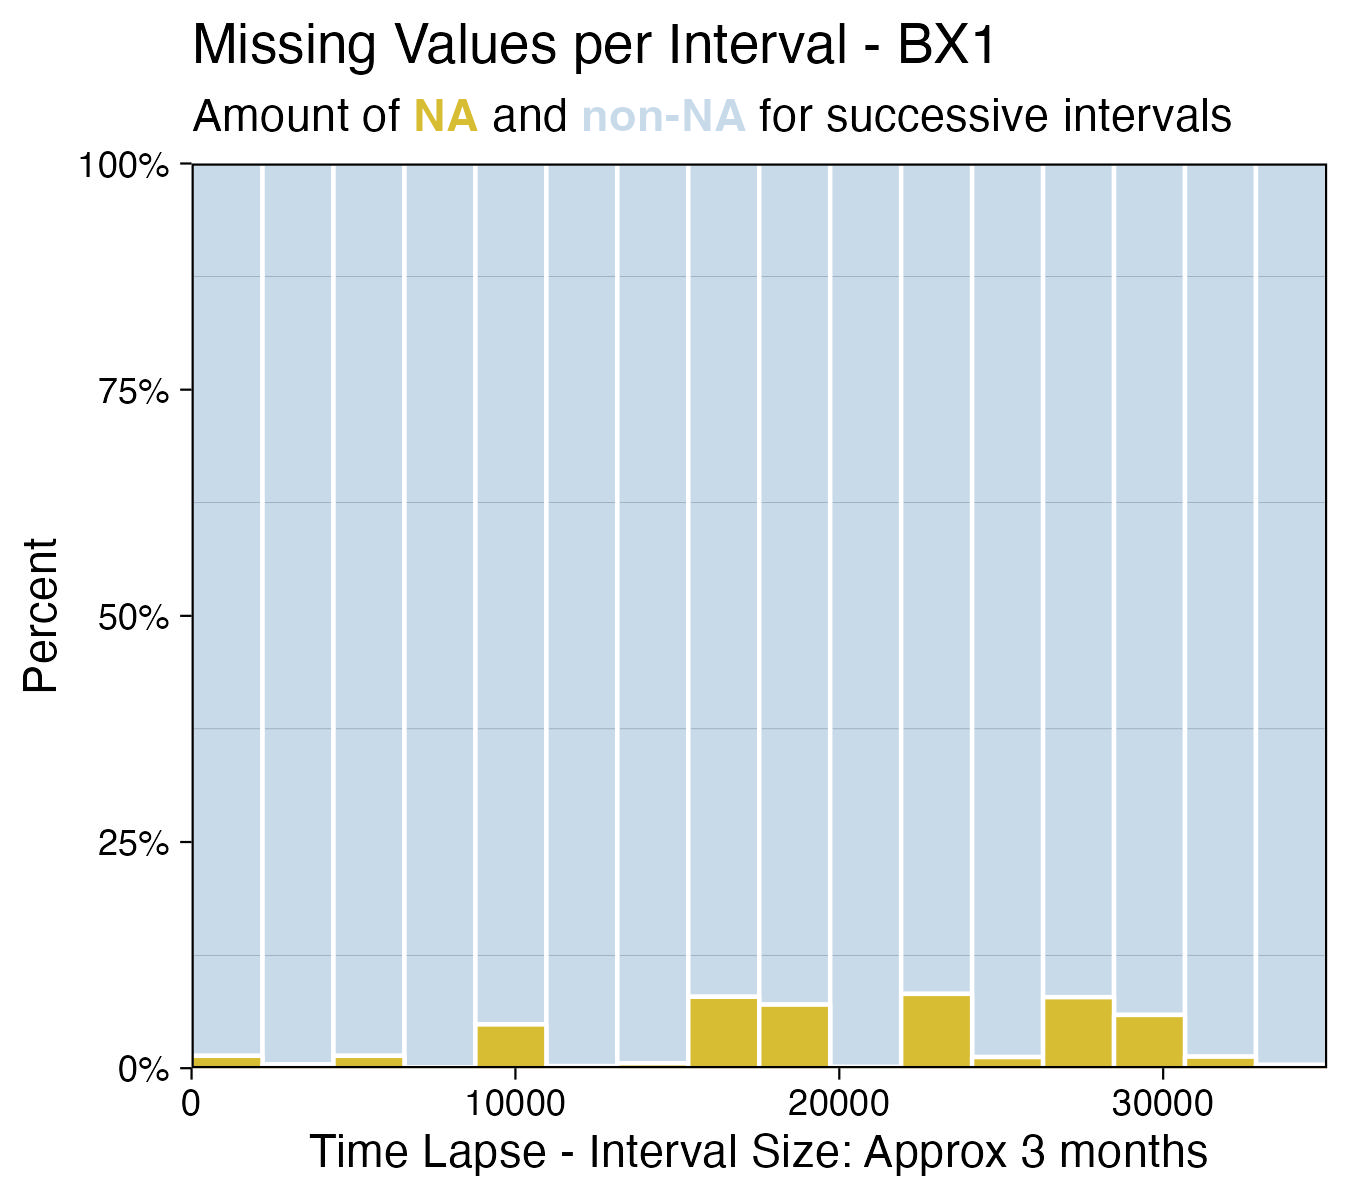 Missing Values per Interval - BX1
Amount of NA and non-NA for successive intervals
100%
75%
50%
25%
0%
Percent
0 10000 20000 30000
Time Lapse - Interval Size: Approx 3 months